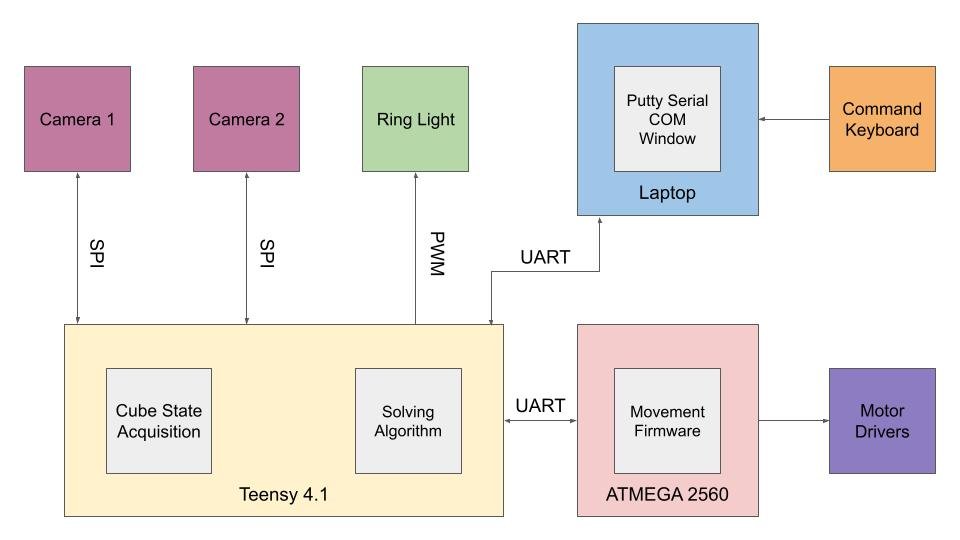 Camera 1
Camera 2
Ring Light
Putty Serial
COM
Window
Laptop
Command
Keyboard
SPI
SPI
PWM
UART
Cube State
Acquisition
Solving
Algorithm
Teensy 4.1
UART
Movement
Firmware
ATMEGA 2560
Motor
Drivers